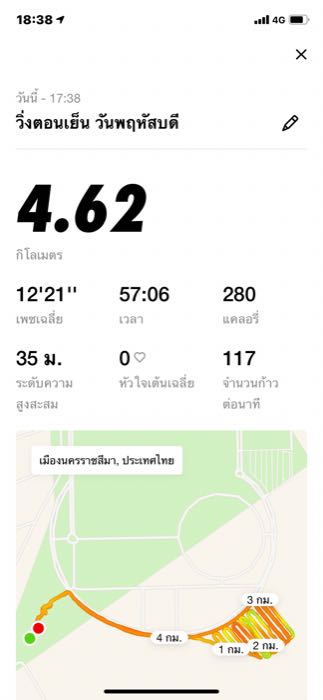 18:38
4G
วันนี้ - 17:38
วิ่งตอนเย็น วันพฤหัสบดี
4.62
กิโลเมตร
12'21'' 57:06 280
เพซเฉลี่ย เวลา แคลอรี่
35 ม. 0 117
ระดับความ หัวใจเต้นเฉลี่ย จำนวนก้าว
สูงสะสม ต่อนาที
เมืองนครราชสีมา, ประเทศไทย
3 กม.
4 กม.
1 กม. 2 กม.